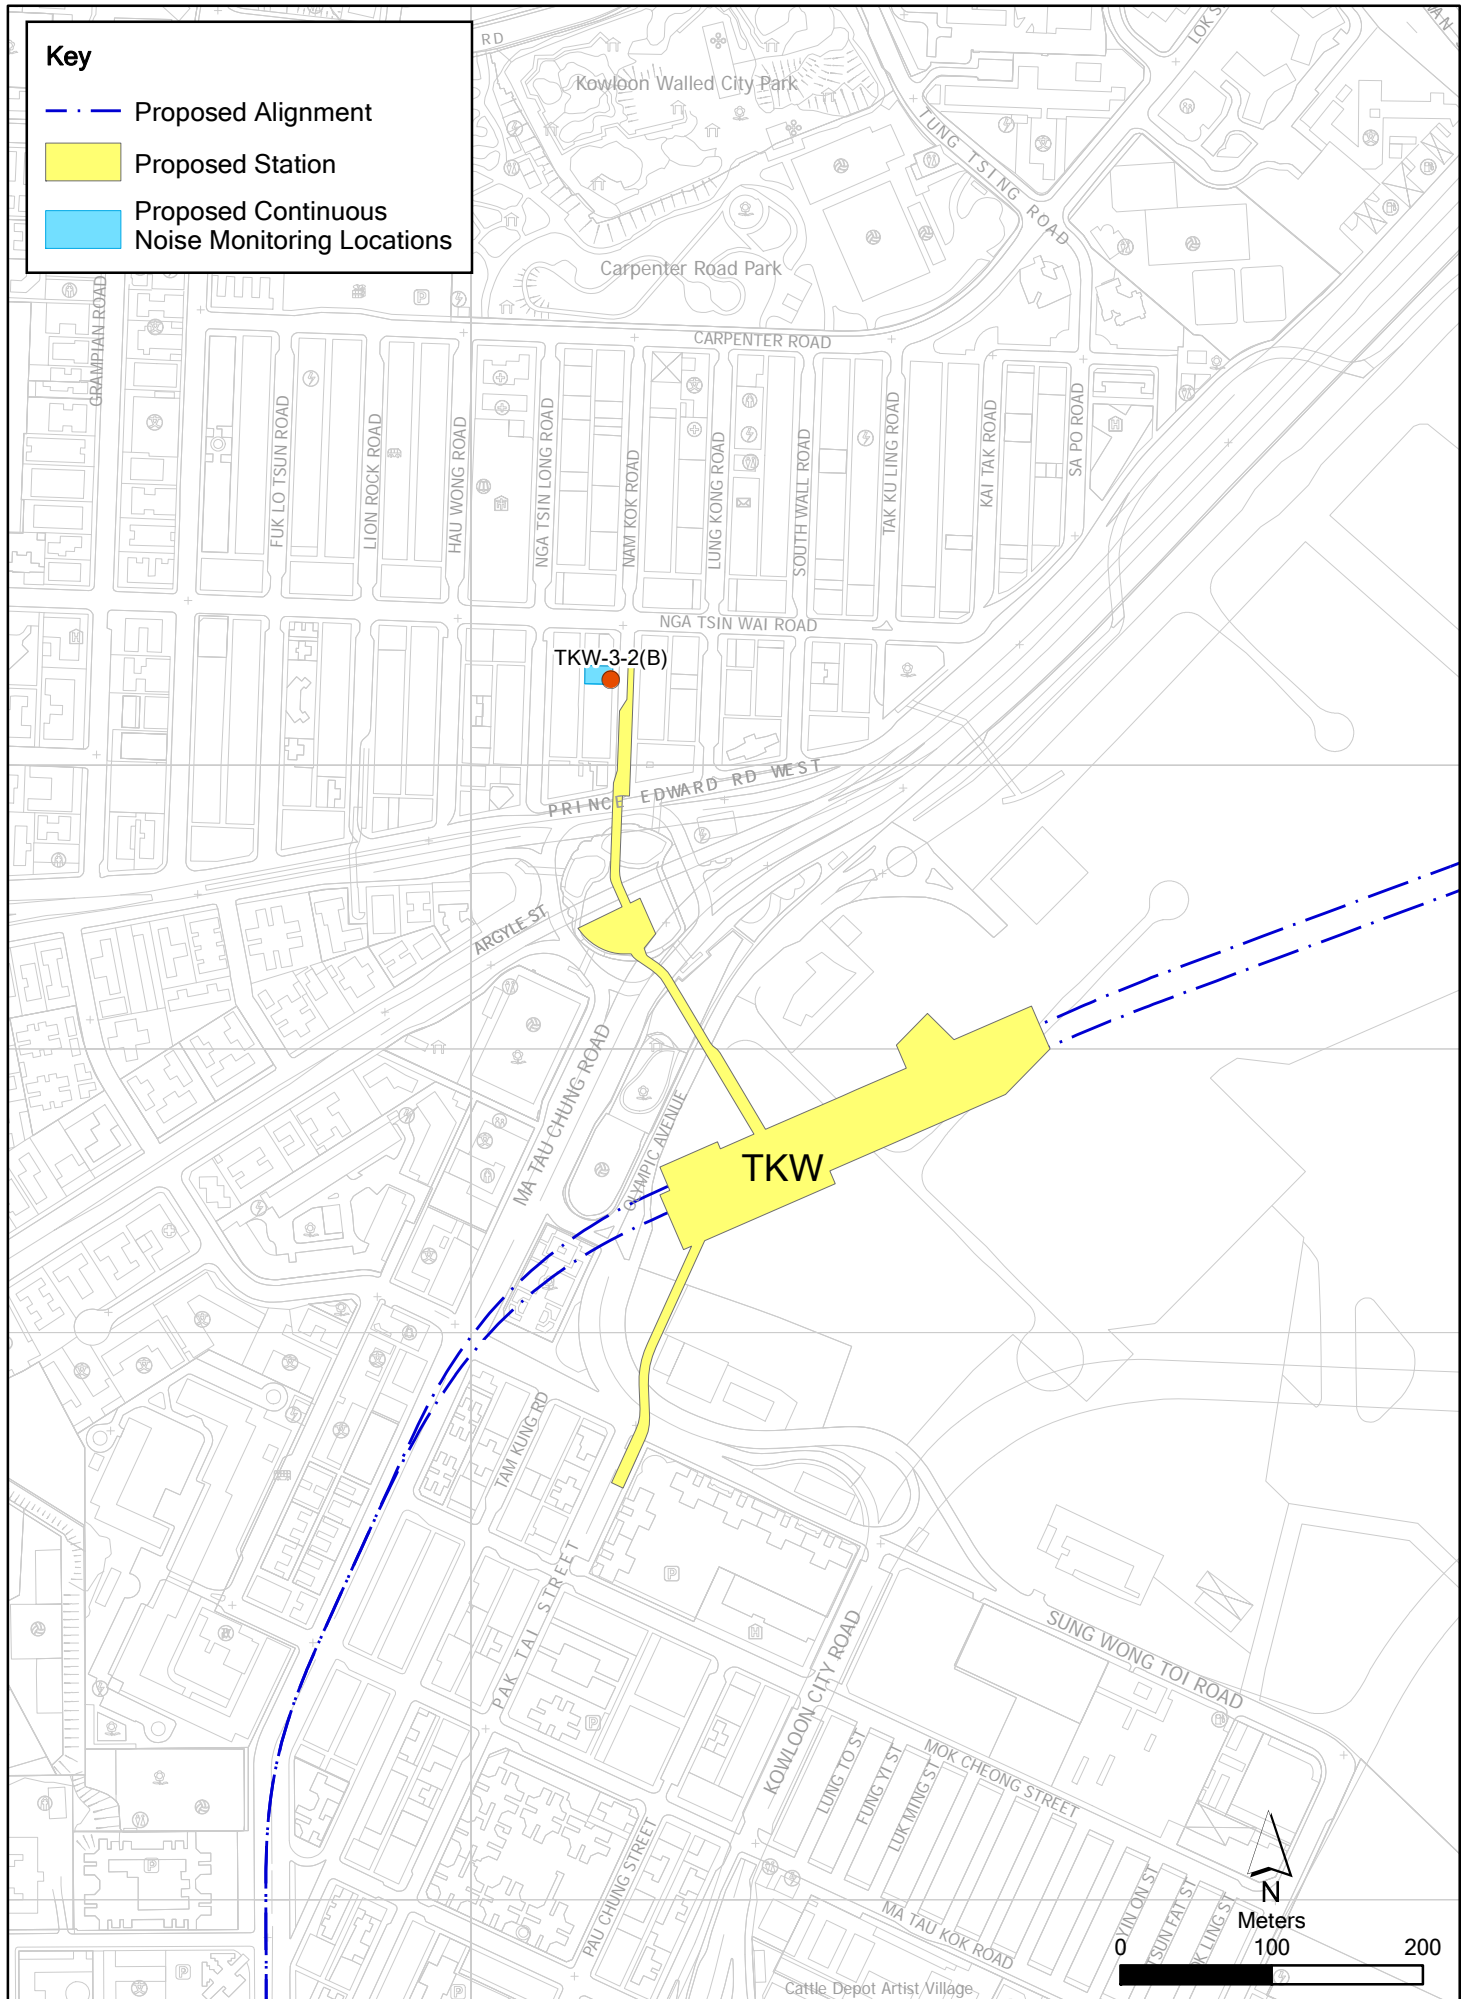 Key
Proposed Alignment
Proposed Station
Proposed Continuous
Noise Monitoring Locations
RD
Kowloon Walled City Park
TUNG TSING ROAD
Carpenter Road Park
CARPENTER ROAD
GRAMPIAN ROAD
FUK LO TSUN ROAD
LION ROCK ROAD
HAU WONG ROAD
NGA TSIN LONG ROAD
NAM KOK ROAD
LUNG KONG ROAD
SOUTH WALL ROAD
TAK KU LING ROAD
KAI TAK ROAD
SA PO ROAD
NGA TSIN WAI ROAD
TKW-3-2(B)
PRINCE EDWARD RD WEST
ARGYLE ST
MA TAU CHUNG ROAD
OLYMPIC AVENUE
TKW
TAM KUNG RD
PAK TAI STREET
SUNG WONG TOI ROAD
KOWLOON CITY ROAD
LUNG TO ST
FUNG YI ST
LUK MING ST
MOK CHEONG STREET
PAU CHUNG STREET
MA TAU KOK ROAD
YIN ON ST
TSUN FAT ST
LING ST
Cattle Depot Artist Village
N
Meters
0 100 200